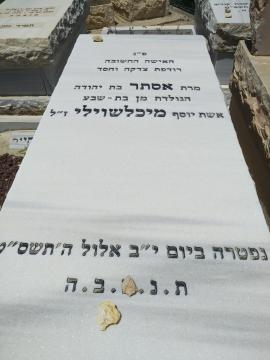 פ"נ
האישה החשובה
רודפת צדקה וחסד
מרת אסתר בת יהודה
הנולדת מן בת-שבע
אשת יוסף מיכלשוילי ז"ל
נפטרה ביום י"ב אלול ה'תשס"ט
ת.נ.צ.ב.ה